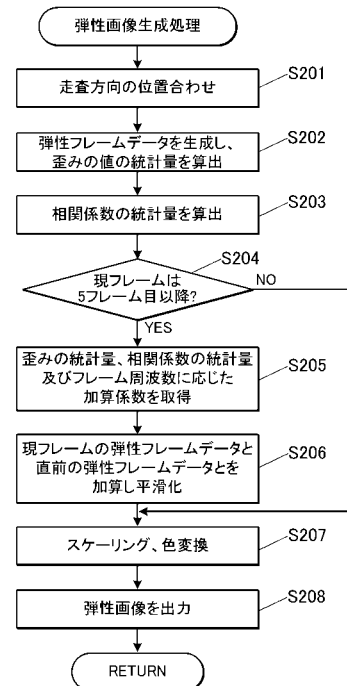 弾性画像生成処理
S201
走査方向の位置合わせ
S202
弾性フレームデータを生成し、
歪みの値の統計量を算出
S203
相関係数の統計量を算出
S204
現フレームは
5フレーム目以降?
NO
YES
S205
歪みの統計量、相関係数の統計量
及びフレーム周波数に応じた
加算係数を取得
S206
現フレームの弾性フレームデータと
直前の弾性フレームデータとを
加算し平滑化
S207
スケーリング、色変換
S208
弾性画像を出力
RETURN